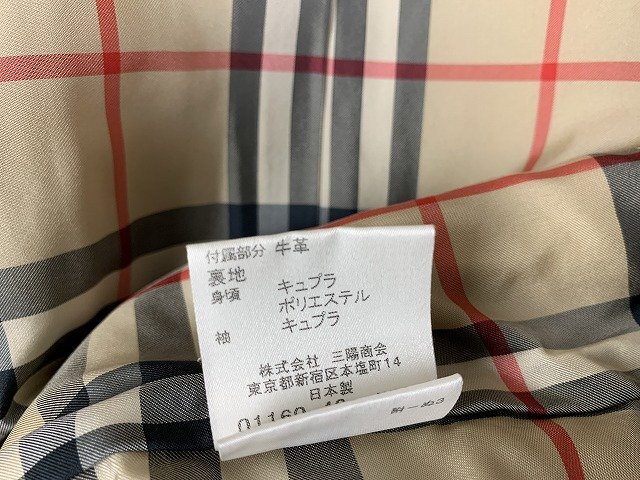 付属部分 牛革
裏地
身頃 キュプラ
ポリエステル
袖 キュプラ
株式会社 三陽商会
東京都新宿区本塩町14
日本製
01160